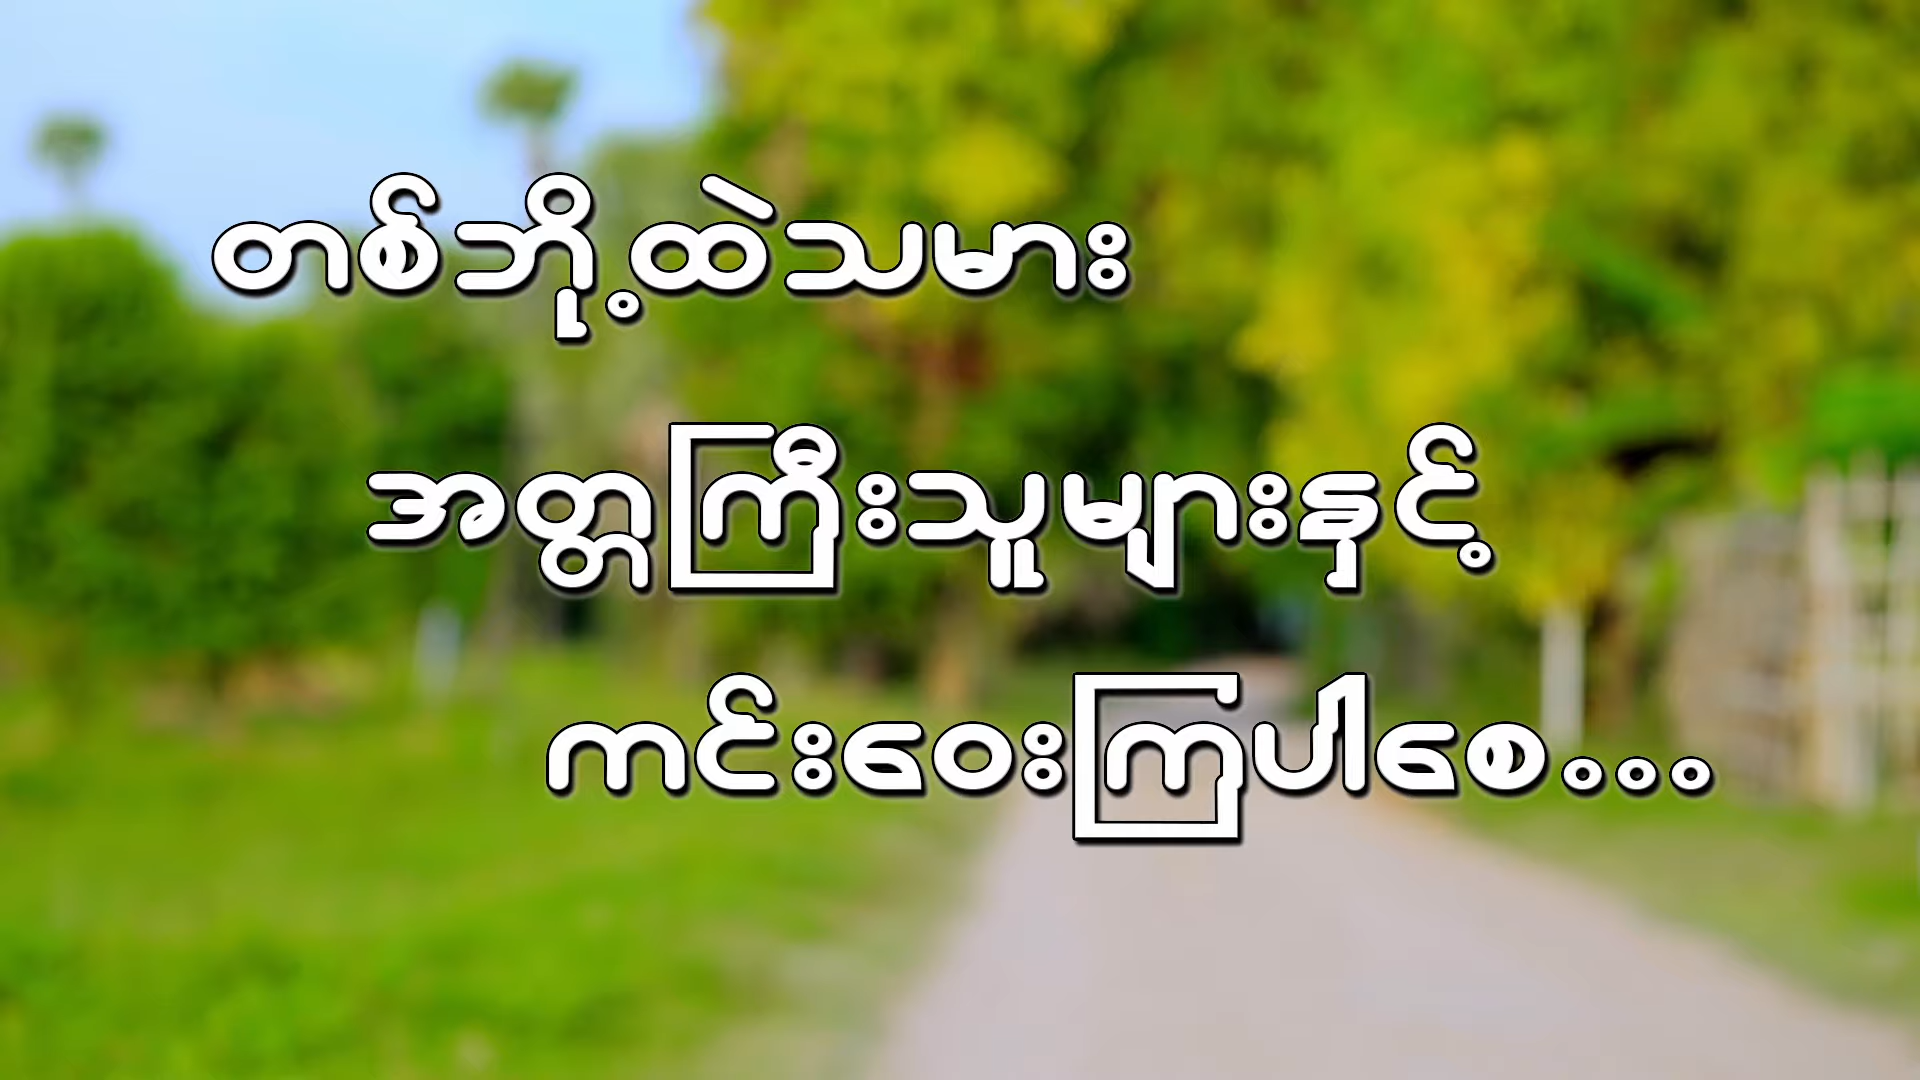 တစ်ဘို့ထဲသမား
အတ္တကြီးသူများနှင့်
ကင်းဝေးကြပါစေ...